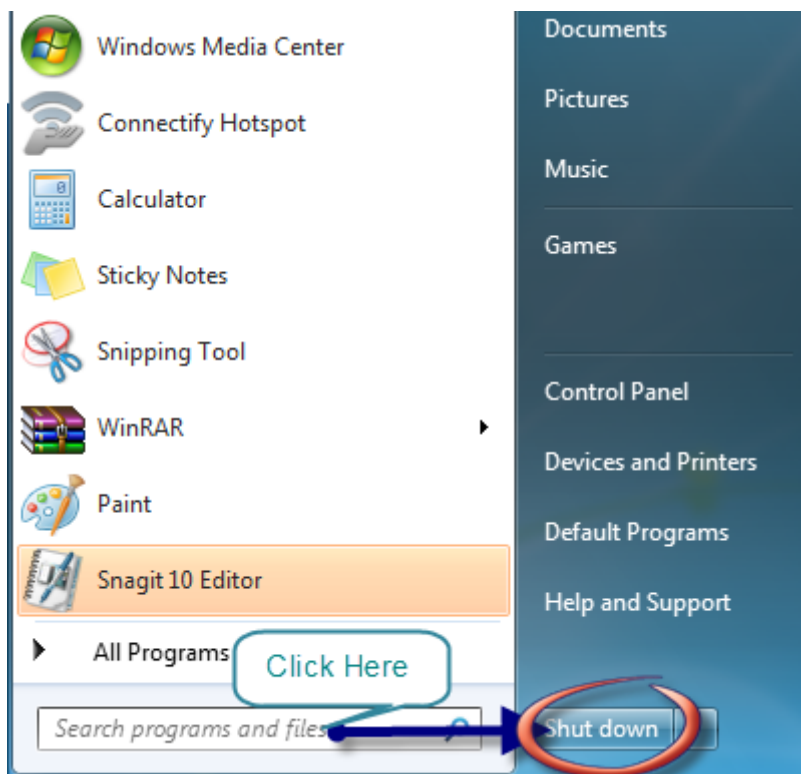 Windows Media Center
Connectify Hotspot
Calculator
Sticky Notes
Snipping Tool
WinRAR
Paint
Snagit 10 Editor
All Programs
Click Here
Search programs and files
Documents
Pictures
Music
Games
Control Panel
Devices and Printers
Default Programs
Help and Support
Shut down